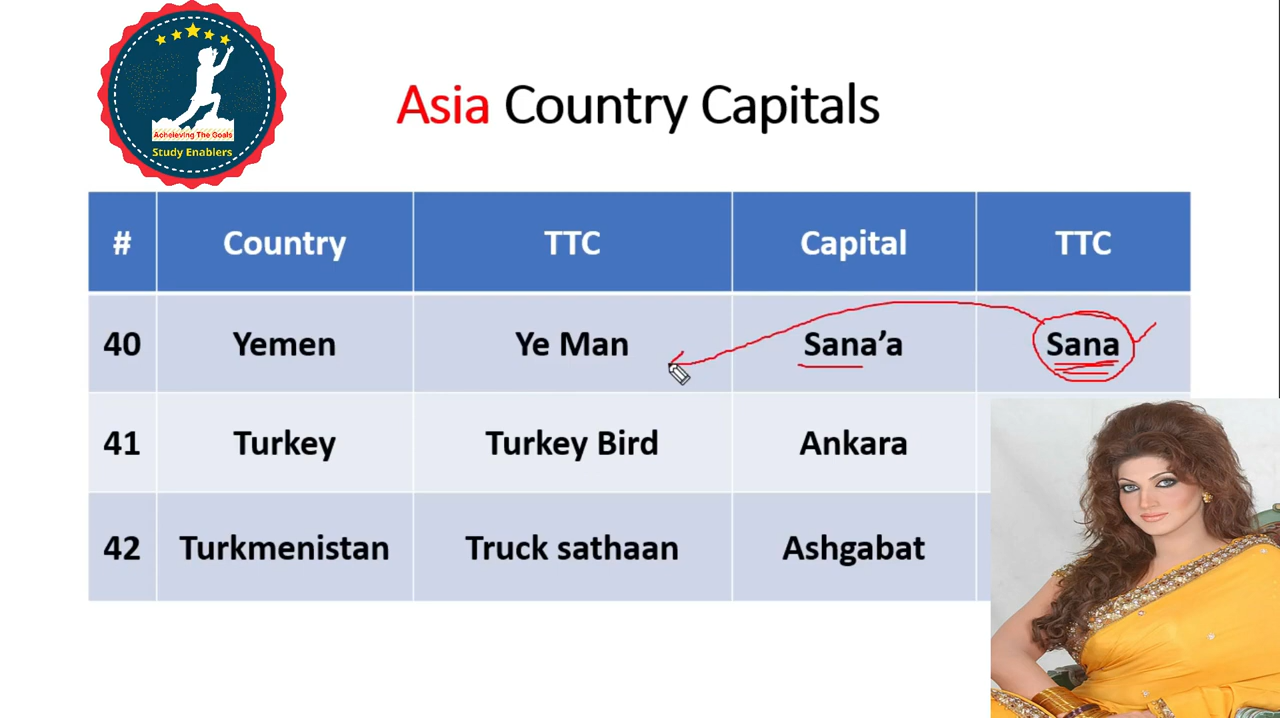 Acheleving The Goals
Study Enablers
Asia Country Capitals
# Country TTC Capital TTC
40 Yemen Ye Man Sana’a Sana
41 Turkey Turkey Bird Ankara
42 Turkmenistan Truck sathaan Ashgabat